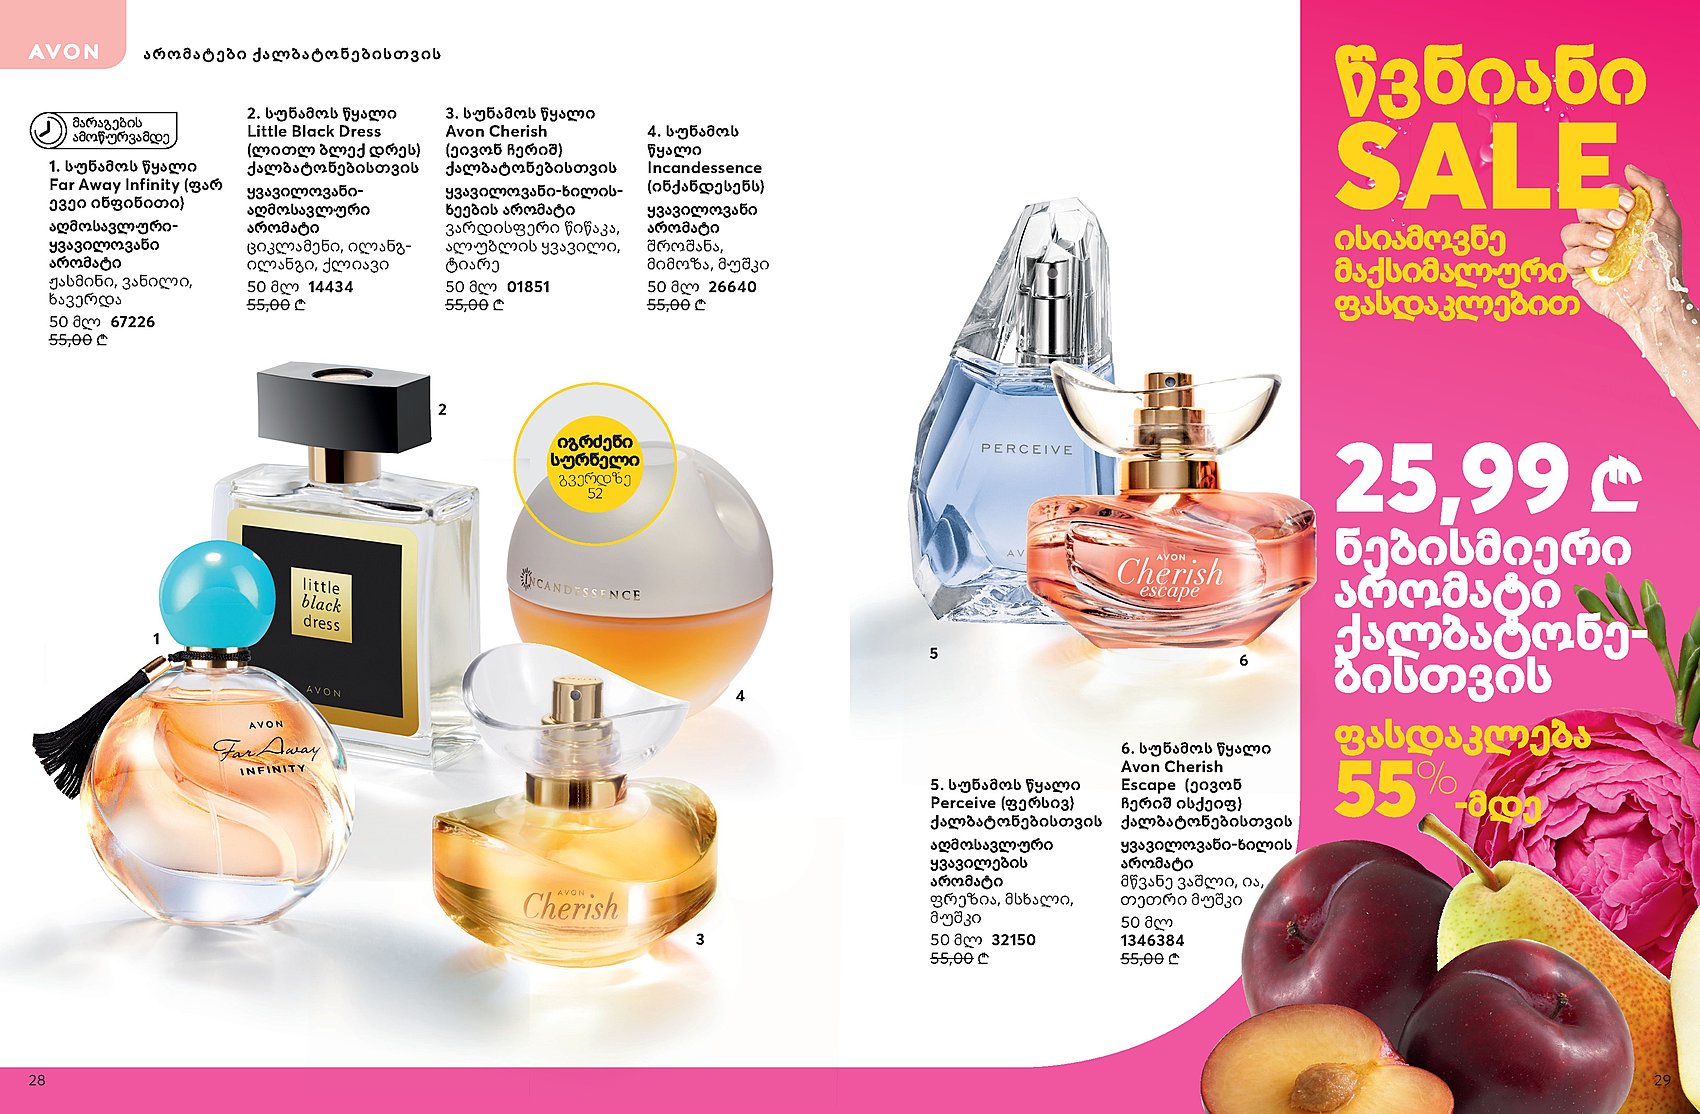 AVON
არომატები ქალბატონებისთვის
მარაგების
ამოწურვამდე
1. სუნამოს წყალი
Far Away Infinity (ფარ
ევეი ინფინითი)
აღმოსავლური-
ყვავილოვანი
არომატი
ჟასმინი, ვანილი,
ხავერდა
50 მლ 67226
55,00 ₾
2. სუნამოს წყალი
Little Black Dress
(ლითლ ბლექ დრეს)
ქალბატონებისთვის
ყვავილოვანი-
აღმოსავლური
არომატი
ციკლამენი, ილანგ-
ილანგი, ქლიავი
50 მლ 14434
55,00 ₾
3. სუნამოს წყალი
Avon Cherish
(ეივონ ჩერიშ)
ქალბატონებისთვის
ყვავილოვანი-ხილის-
ხეების არომატი
ვარდისფერი წიწაკა,
ალუბლის ყვავილი,
ტიარე
50 მლ 01851
55,00 ₾
4. სუნამოს
წყალი
Incandessence
(ინქანდესენს)
ყვავილოვანი
არომატი
შროშანა,
მიმოზა, მუშკი
50 მლ 26640
55,00 ₾
2
იგრძენი
სურნელი
გვერდზე
52
INCANDESSENCE
little
black
dress
AVON
1
AVON
Far Away
INFINITY
4
AVON
Cherish
3
28
PERCEIVE
AV
AVON
Cherish
escape
5
6
5. სუნამოს წყალი
Perceive (ფერსივ)
ქალბატონებისთვის
აღმოსავლური
ყვავილების
არომატი
ფრეზია, მსხალი,
მუშკი
50 მლ 32150
55,00 ₾
6. სუნამოს წყალი
Avon Cherish
Escape (ეივონ
ჩერიშ ისქეიფ)
ქალბატონებისთვის
ყვავილოვანი-ხილის
არომატი
მწვანე ვაშლი, ია,
თეთრი მუშკი
50 მლ
1346384
55,00 ₾
წვნიანი
SALE
ისიამოვნე
მაქსიმალური
ფასდაკლებით
25,99 ₾
ნებისმიერი
არომატი
ქალბატონე-
ბისთვის
ფასდაკლება
55%-მდე
29